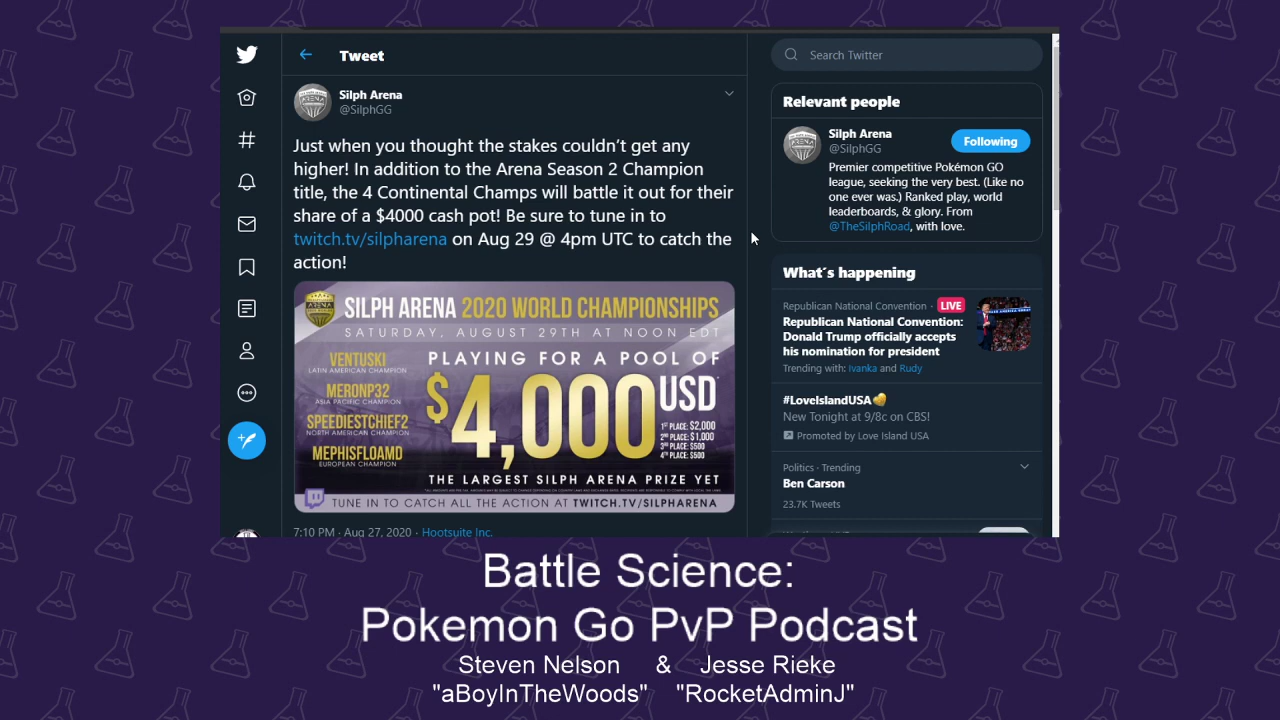 Tweet
Silph Arena
@SilphGG
Just when you thought the stakes couldn't get any
higher! In addition to the Arena Season 2 Champion
title, the 4 Continental Champs will battle it out for their
share of a $4000 cash pot! Be sure to tune in to
twitch.tv/silpharena on Aug 29 @ 4pm UTC to catch the
action!
SILPH ARENA 2020 WORLD CHAMPIONSHIPS
SATURDAY, AUGUST 29TH AT NOON EDT
VENTUSKI
LATIN AMERICAN CHAMPION
MERONP32
ASIA PACIFIC CHAMPION
SPEEDIESTCHIEF2
NORTH AMERICAN CHAMPION
MEPHISFLOAMD
EUROPEAN CHAMPION
PLAYING FOR A POOL OF
$4,000 USD
1ST PLACE: $2,000
2ND PLACE: $1,000
3RD PLACE: $500
4TH PLACE: $500
THE LARGEST SILPH ARENA PRIZE YET
TUNE IN TO CATCH ALL THE ACTION AT TWITCH.TV/SILPHARENA
7:10 PM · Aug 27, 2020 · Hootsuite Inc.
Search Twitter
Relevant people
Silph Arena
@SilphGG
Following
Premier competitive Pokémon GO
league, seeking the very best. (Like no
one ever was.) Ranked play, world
leaderboards, & glory. From
@TheSilphRoad, with love.
What's happening
Republican National Convention · LIVE
Republican National Convention:
Donald Trump officially accepts
his nomination for president
Trending with: Ivanka and Rudy
#LoveIslandUSA
New Tonight at 9/8c on CBS!
Promoted by Love Island USA
Politics · Trending
Ben Carson
23.7K Tweets
Battle Science:
Pokemon Go PvP Podcast
Steven Nelson & Jesse Rieke
"aBoyInTheWoods" "RocketAdminJ"